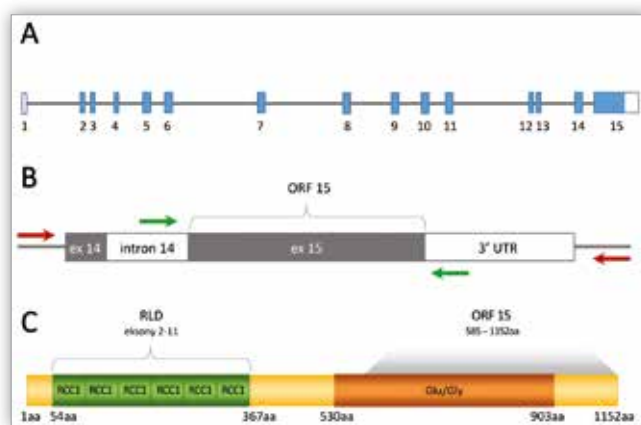 A
1 2 3 4 5 6 7 8 9 10 11 12 13 14 15
B
ORF 15
ex 14 intron 14 ex 15 3' UTR
C
RLD ORF 15
eksony 2-11 585 – 1152aa
RCC1 RCC1 RCC1 RCC1 RCC1 RCC1 Glu/Gly
1aa 54aa 367aa 530aa 903aa 1152aa